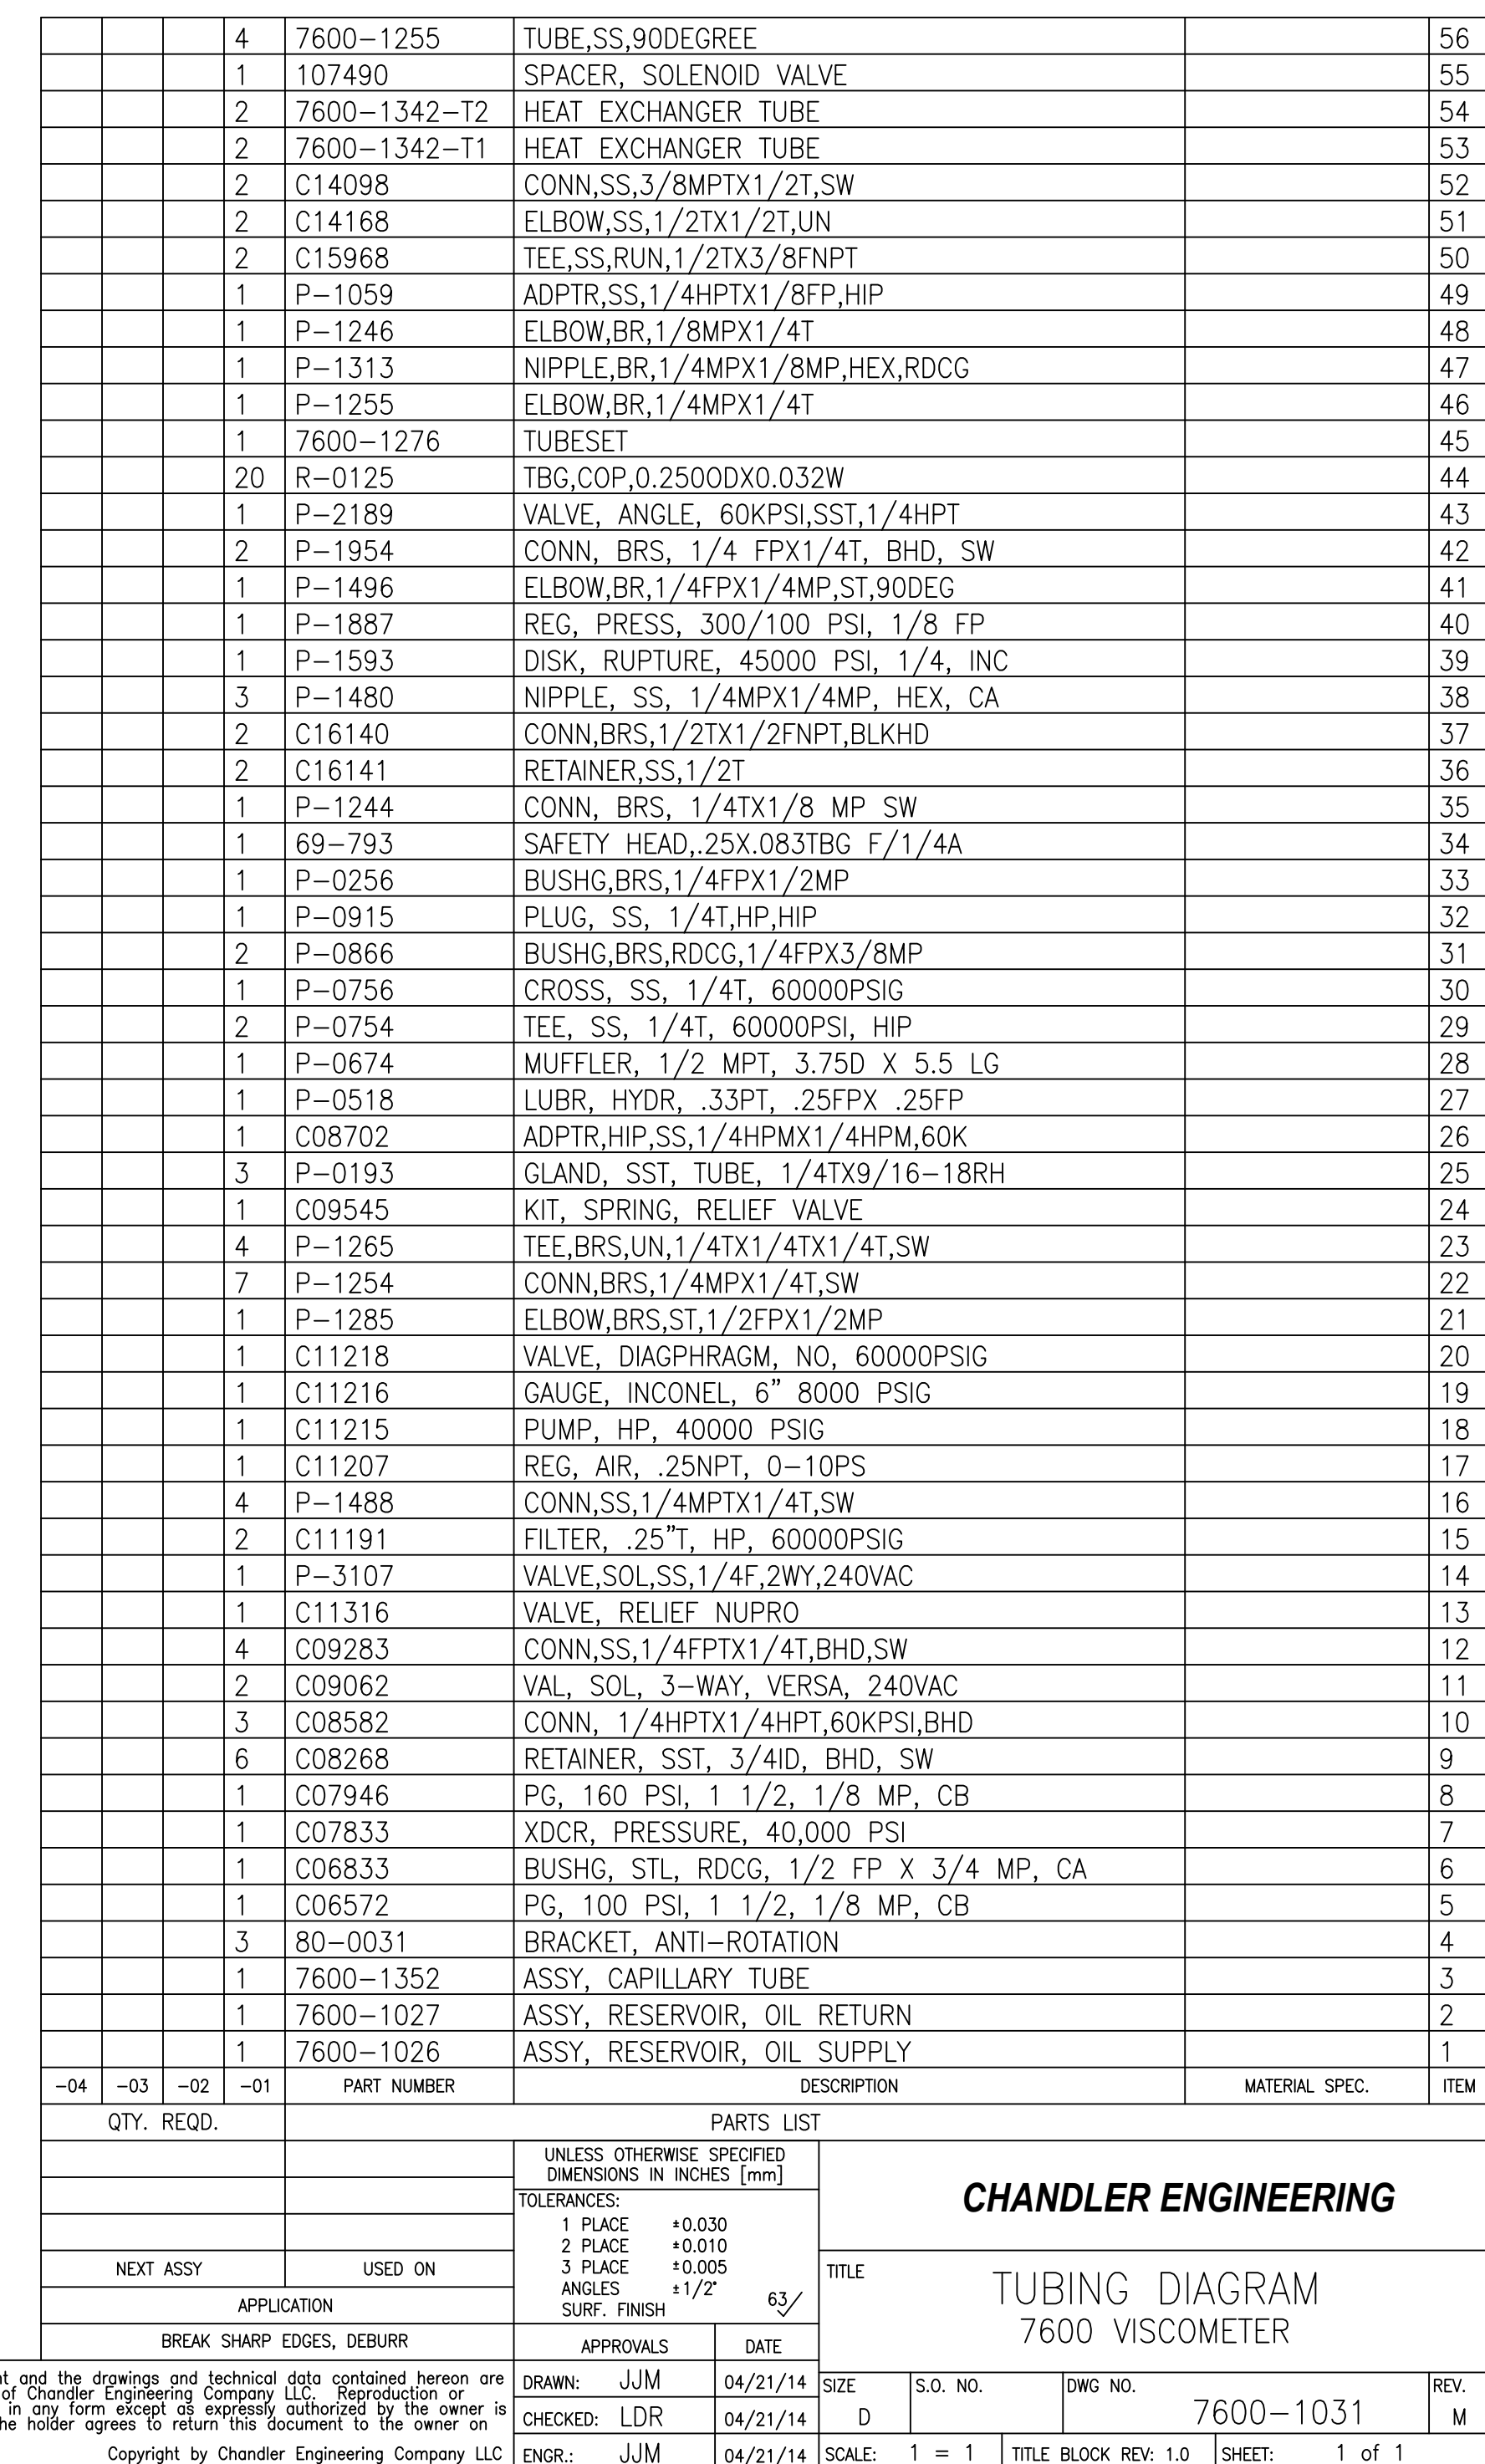 4 7600-1255 TUBE,SS,90DEGREE 56
1 107490 SPACER, SOLENOID VALVE 55
2 7600-1342-T2 HEAT EXCHANGER TUBE 54
2 7600-1342-T1 HEAT EXCHANGER TUBE 53
2 C14098 CONN,SS,3/8MPTX1/2T,SW 52
2 C14168 ELBOW,SS,1/2TX1/2T,UN 51
2 C15968 TEE,SS,RUN,1/2TX3/8FNPT 50
1 P-1059 ADPTR,SS,1/4HPTX1/8FP,HIP 49
1 P-1246 ELBOW,BR,1/8MPX1/4T 48
1 P-1313 NIPPLE,BR,1/4MPX1/8MP,HEX,RDCG 47
1 P-1255 ELBOW,BR,1/4MPX1/4T 46
1 7600-1276 TUBESET 45
20 R-0125 TBG,COP,0.250ODX0.032W 44
1 P-2189 VALVE, ANGLE, 60KPSI,SST,1/4HPT 43
2 P-1954 CONN, BRS, 1/4 FPX1/4T, BHD, SW 42
1 P-1496 ELBOW,BR,1/4FPX1/4MP,ST,90DEG 41
1 P-1887 REG, PRESS, 300/100 PSI, 1/8 FP 40
1 P-1593 DISK, RUPTURE, 45000 PSI, 1/4, INC 39
3 P-1480 NIPPLE, SS, 1/4MPX1/4MP, HEX, CA 38
2 C16140 CONN,BRS,1/2TX1/2FNPT,BLKHD 37
2 C16141 RETAINER,SS,1/2T 36
1 P-1244 CONN, BRS, 1/4TX1/8 MP SW 35
1 69-793 SAFETY HEAD,.25X.083TBG F/1/4A 34
1 P-0256 BUSHG,BRS,1/4FPX1/2MP 33
1 P-0915 PLUG, SS, 1/4T,HP,HIP 32
2 P-0866 BUSHG,BRS,RDCG,1/4FPX3/8MP 31
1 P-0756 CROSS, SS, 1/4T, 60000PSIG 30
2 P-0754 TEE, SS, 1/4T, 60000PSI, HIP 29
1 P-0674 MUFFLER, 1/2 MPT, 3.75D X 5.5 LG 28
1 P-0518 LUBR, HYDR, .33PT, .25FPX .25FP 27
1 C08702 ADPTR,HIP,SS,1/4HPMX1/4HPM,60K 26
3 P-0193 GLAND, SST, TUBE, 1/4TX9/16-18RH 25
1 C09545 KIT, SPRING, RELIEF VALVE 24
4 P-1265 TEE,BRS,UN,1/4TX1/4TX1/4T,SW 23
7 P-1254 CONN,BRS,1/4MPX1/4T,SW 22
1 P-1285 ELBOW,BRS,ST,1/2FPX1/2MP 21
1 C11218 VALVE, DIAGPHRAGM, NO, 60000PSIG 20
1 C11216 GAUGE, INCONEL, 6” 8000 PSIG 19
1 C11215 PUMP, HP, 40000 PSIG 18
1 C11207 REG, AIR, .25NPT, 0-10PS 17
4 P-1488 CONN,SS,1/4MPTX1/4T,SW 16
2 C11191 FILTER, .25”T, HP, 60000PSIG 15
1 P-3107 VALVE,SOL,SS,1/4F,2WY,240VAC 14
1 C11316 VALVE, RELIEF NUPRO 13
4 C09283 CONN,SS,1/4FPTX1/4T,BHD,SW 12
2 C09062 VAL, SOL, 3-WAY, VERSA, 240VAC 11
3 C08582 CONN, 1/4HPTX1/4HPT,60KPSI,BHD 10
6 C08268 RETAINER, SST, 3/4ID, BHD, SW 9
1 C07946 PG, 160 PSI, 1 1/2, 1/8 MP, CB 8
1 C07833 XDCR, PRESSURE, 40,000 PSI 7
1 C06833 BUSHG, STL, RDCG, 1/2 FP X 3/4 MP, CA 6
1 C06572 PG, 100 PSI, 1 1/2, 1/8 MP, CB 5
3 80-0031 BRACKET, ANTI-ROTATION 4
1 7600-1352 ASSY, CAPILLARY TUBE 3
1 7600-1027 ASSY, RESERVOIR, OIL RETURN 2
1 7600-1026 ASSY, RESERVOIR, OIL SUPPLY 1
-04 -03 -02 -01 PART NUMBER DESCRIPTION MATERIAL SPEC. ITEM
QTY. REQD. PARTS LIST
UNLESS OTHERWISE SPECIFIED
DIMENSIONS IN INCHES [mm]
TOLERANCES:
1 PLACE ±0.030
2 PLACE ±0.010
3 PLACE ±0.005
ANGLES ±1/2°
SURF. FINISH 63
CHANDLER ENGINEERING
NEXT ASSY USED ON
APPLICATION
BREAK SHARP EDGES, DEBURR
TITLE
TUBING DIAGRAM
7600 VISCOMETER
APPROVALS DATE
DRAWN: JJM 04/21/14
CHECKED: LDR 04/21/14
ENGR.: JJM 04/21/14
SIZE D
S.O. NO.
DWG NO. 7600-1031
REV. M
SCALE: 1 = 1 TITLE BLOCK REV: 1.0 SHEET: 1 of 1
and the drawings and technical data contained hereon are
of Chandler Engineering Company LLC. Reproduction or
in any form except as expressly authorized by the owner is
holder agrees to return this document to the owner on
Copyright by Chandler Engineering Company LLC